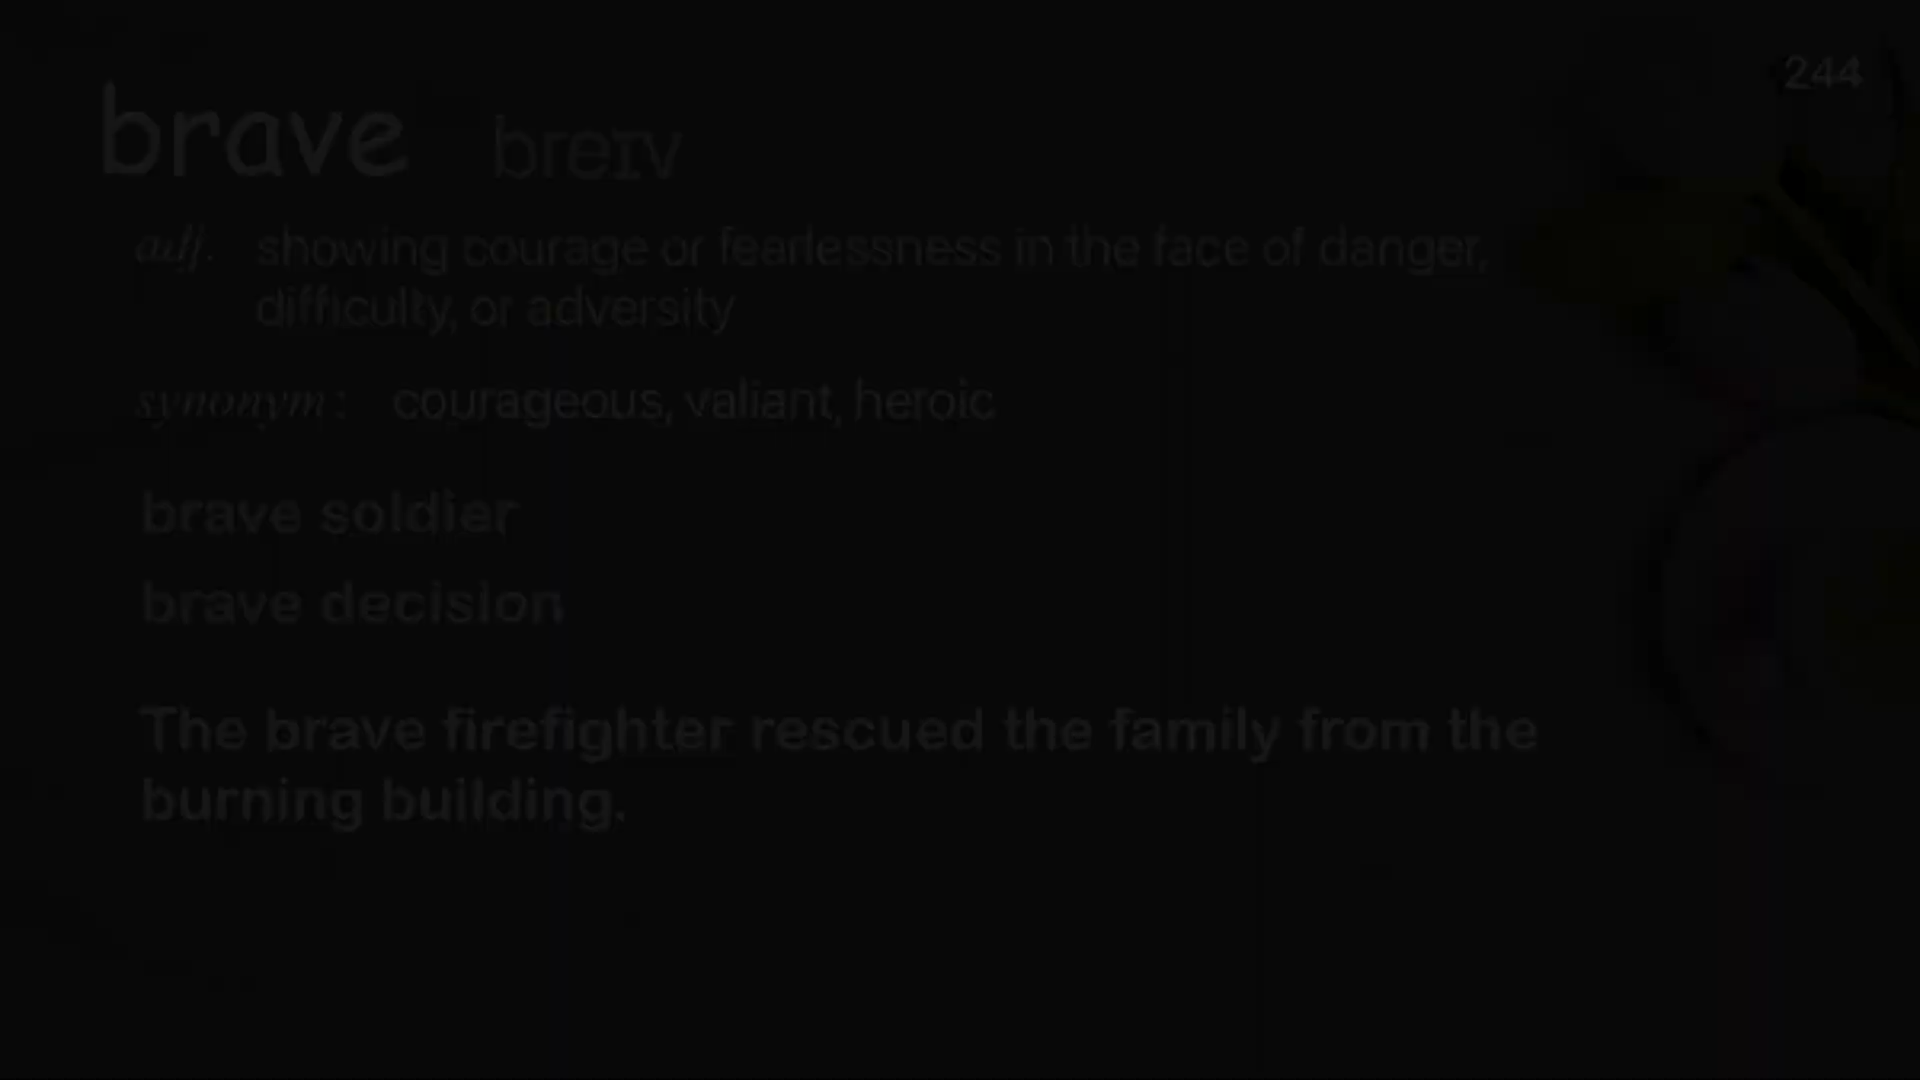 244
brave breɪv
adj. showing courage or fearlessness in the face of danger,
difficulty, or adversity
synonym : courageous, valiant, heroic
brave soldier
brave decision
The brave firefighter rescued the family from the
burning building.